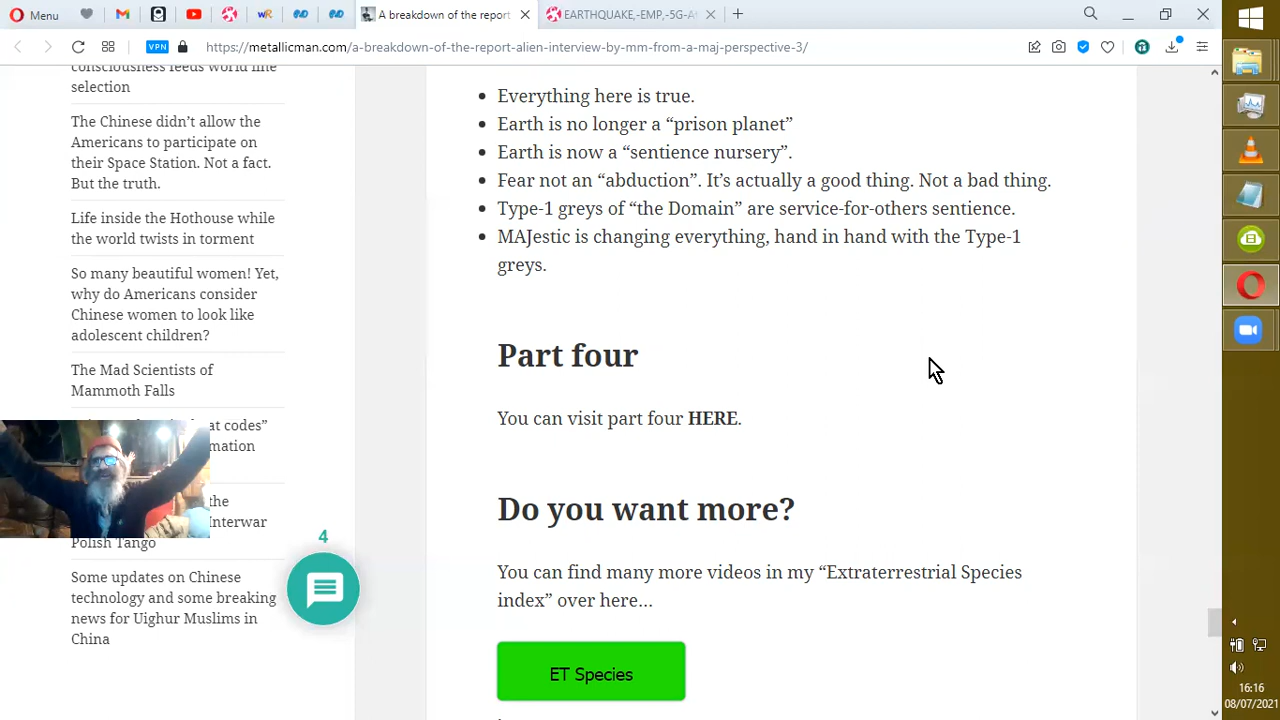 Menu
A breakdown of the report
EARTHQUAKE,-EMP,-5G-A
VPN
https://metallicman.com/a-breakdown-of-the-report-alien-interview-by-mm-from-a-maj-perspective-3/
consciousness feeds world line
selection
The Chinese didn’t allow the
Americans to participate on
their Space Station. Not a fact.
But the truth.
Life inside the Hothouse while
the world twists in torment
So many beautiful women! Yet,
why do Americans consider
Chinese women to look like
adolescent children?
The Mad Scientists of
Mammoth Falls
at codes”
mation
the
Interwar
Polish Tango
Some updates on Chinese
technology and some breaking
news for Uighur Muslims in
China
4
Everything here is true.
Earth is no longer a “prison planet”
Earth is now a “sentience nursery”.
Fear not an “abduction”. It’s actually a good thing. Not a bad thing.
Type-1 greys of “the Domain” are service-for-others sentience.
MAJestic is changing everything, hand in hand with the Type-1
greys.
Part four
You can visit part four HERE.
Do you want more?
You can find many more videos in my “Extraterrestrial Species
index” over here…
ET Species
16:16
08/07/2021